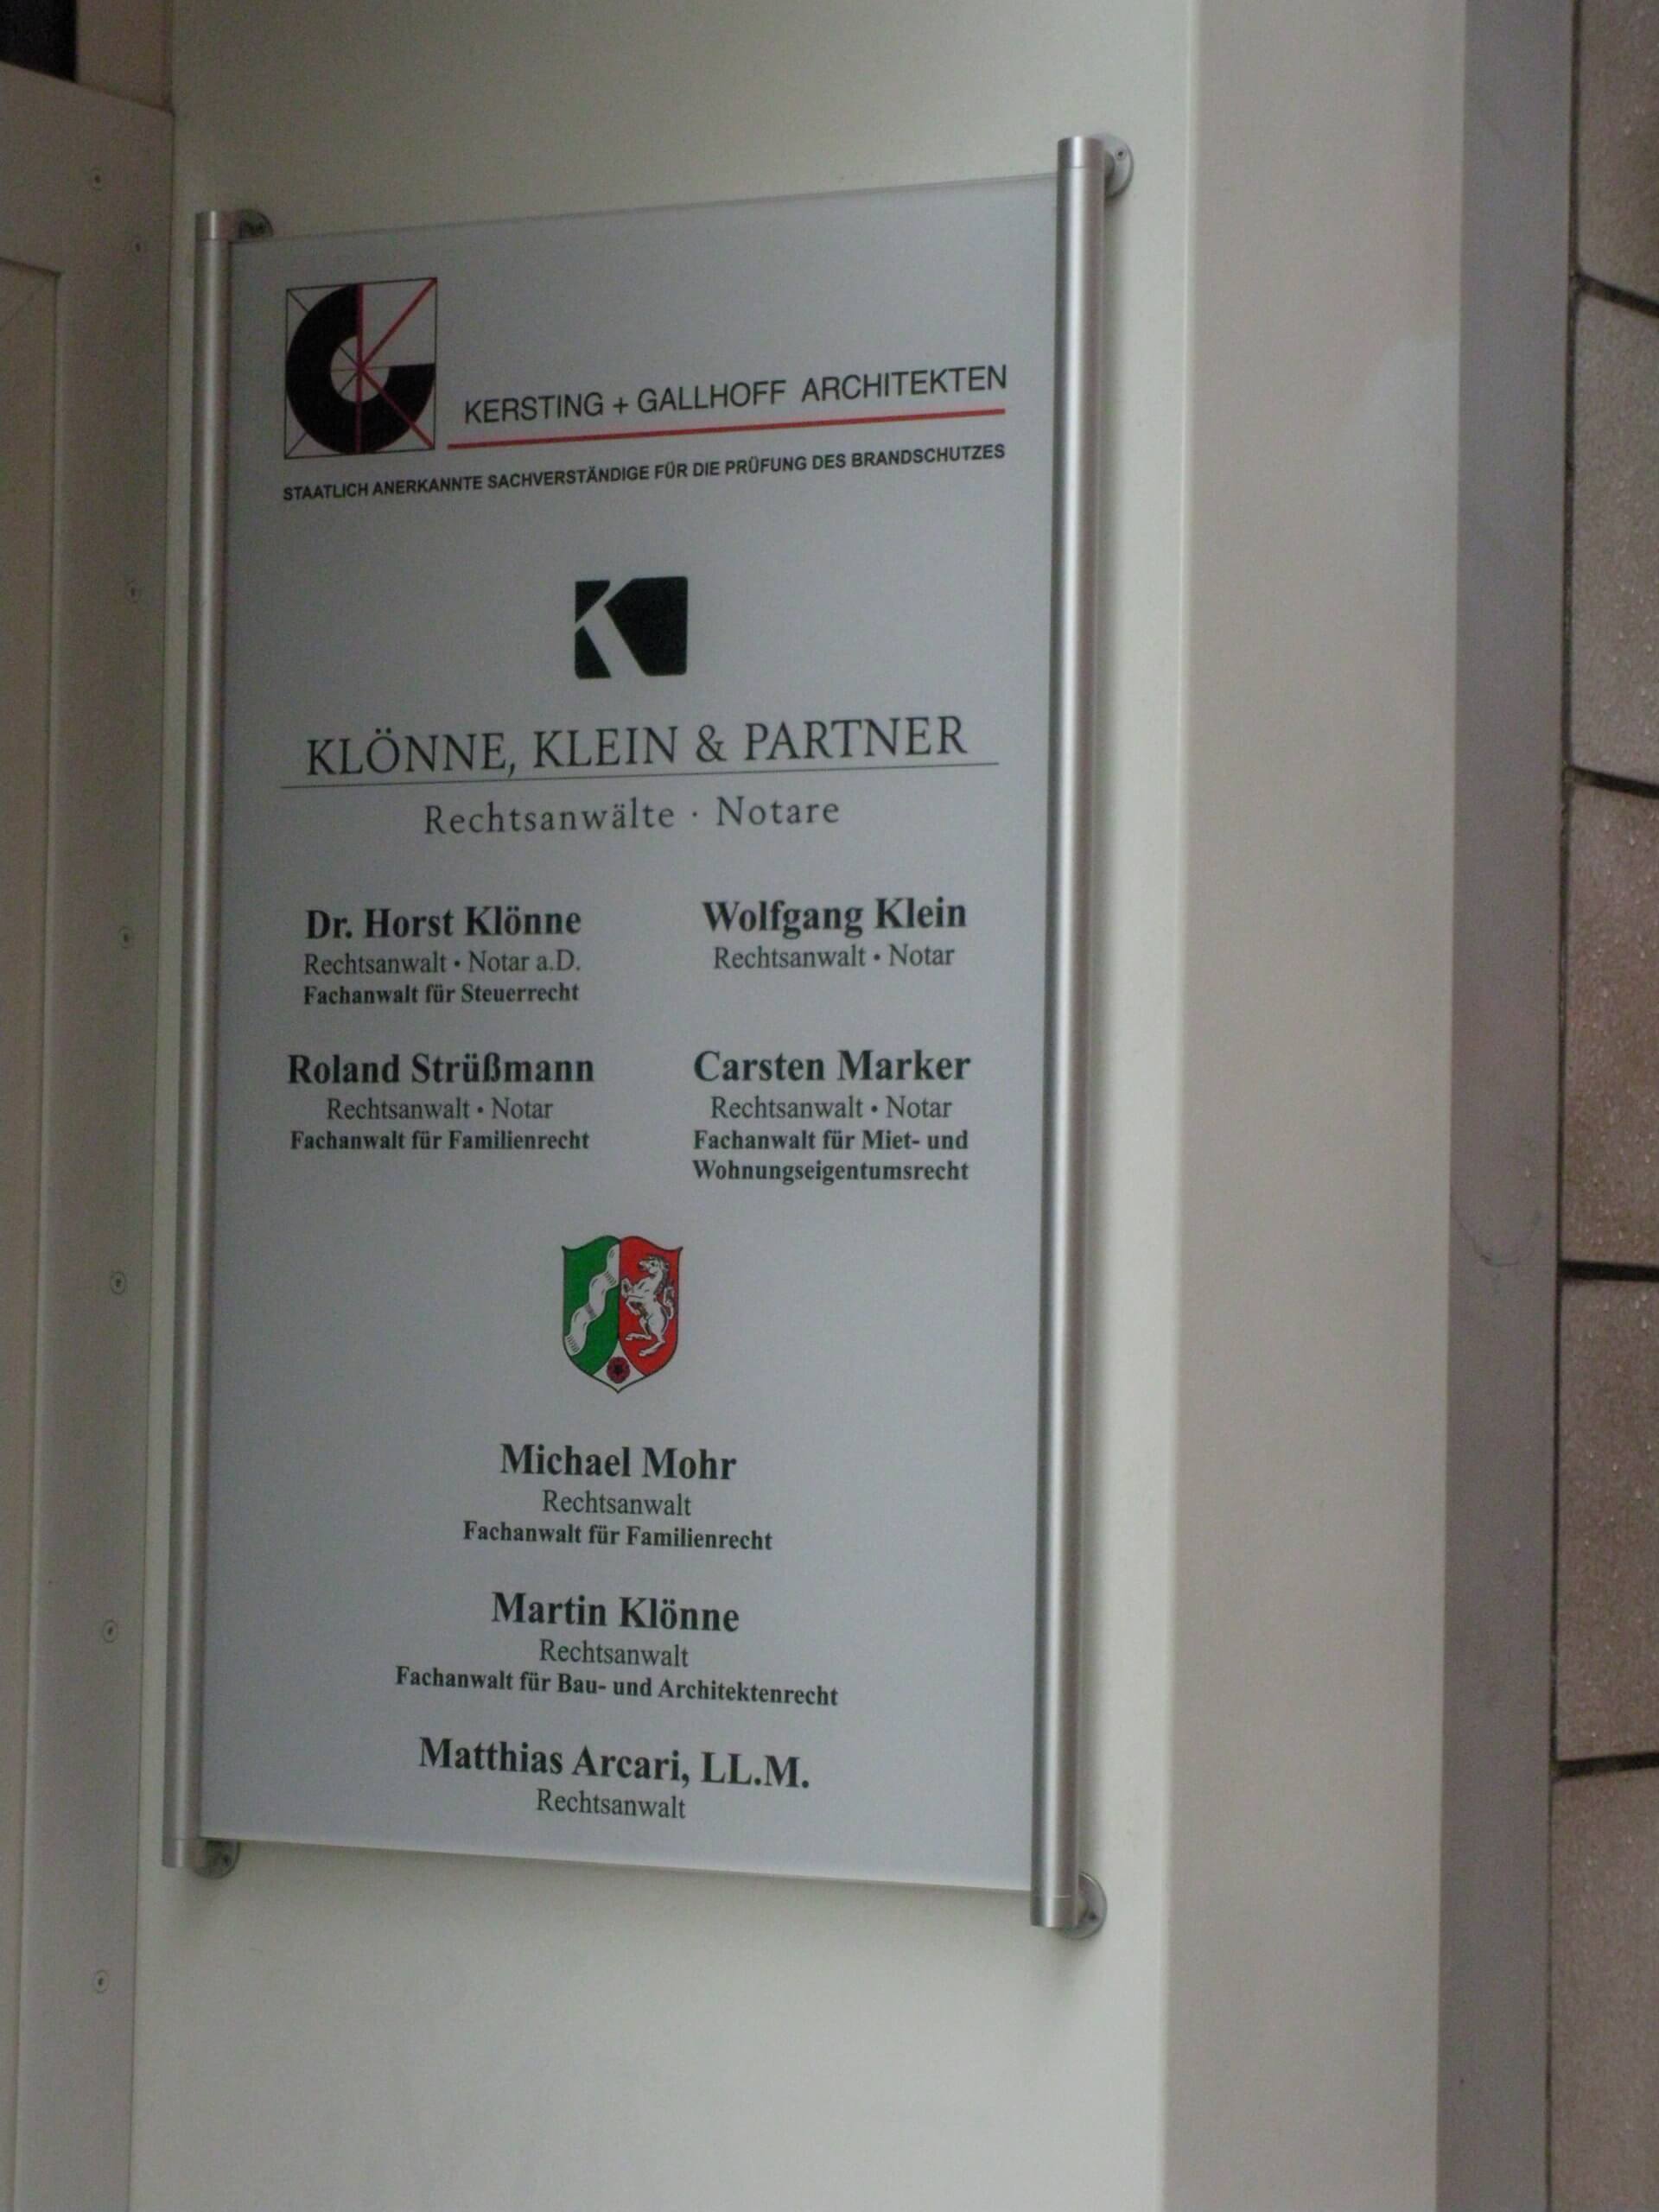 KERSTING + GALLHOFF ARCHITEKTEN
STAATLICH ANERKANNTE SACHVERSTÄNDIGE FÜR DIE PRÜFUNG DES BRANDSCHUTZES
K
KLÖNNE, KLEIN & PARTNER
Rechtsanwälte · Notare
Dr. Horst Klönne
Rechtsanwalt • Notar a.D.
Fachanwalt für Steuerrecht
Wolfgang Klein
Rechtsanwalt • Notar
Roland Strüßmann
Rechtsanwalt • Notar
Fachanwalt für Familienrecht
Carsten Marker
Rechtsanwalt • Notar
Fachanwalt für Miet- und
Wohnungseigentumsrecht
Michael Mohr
Rechtsanwalt
Fachanwalt für Familienrecht
Martin Klönne
Rechtsanwalt
Fachanwalt für Bau- und Architektenrecht
Matthias Arcari, LL.M.
Rechtsanwalt